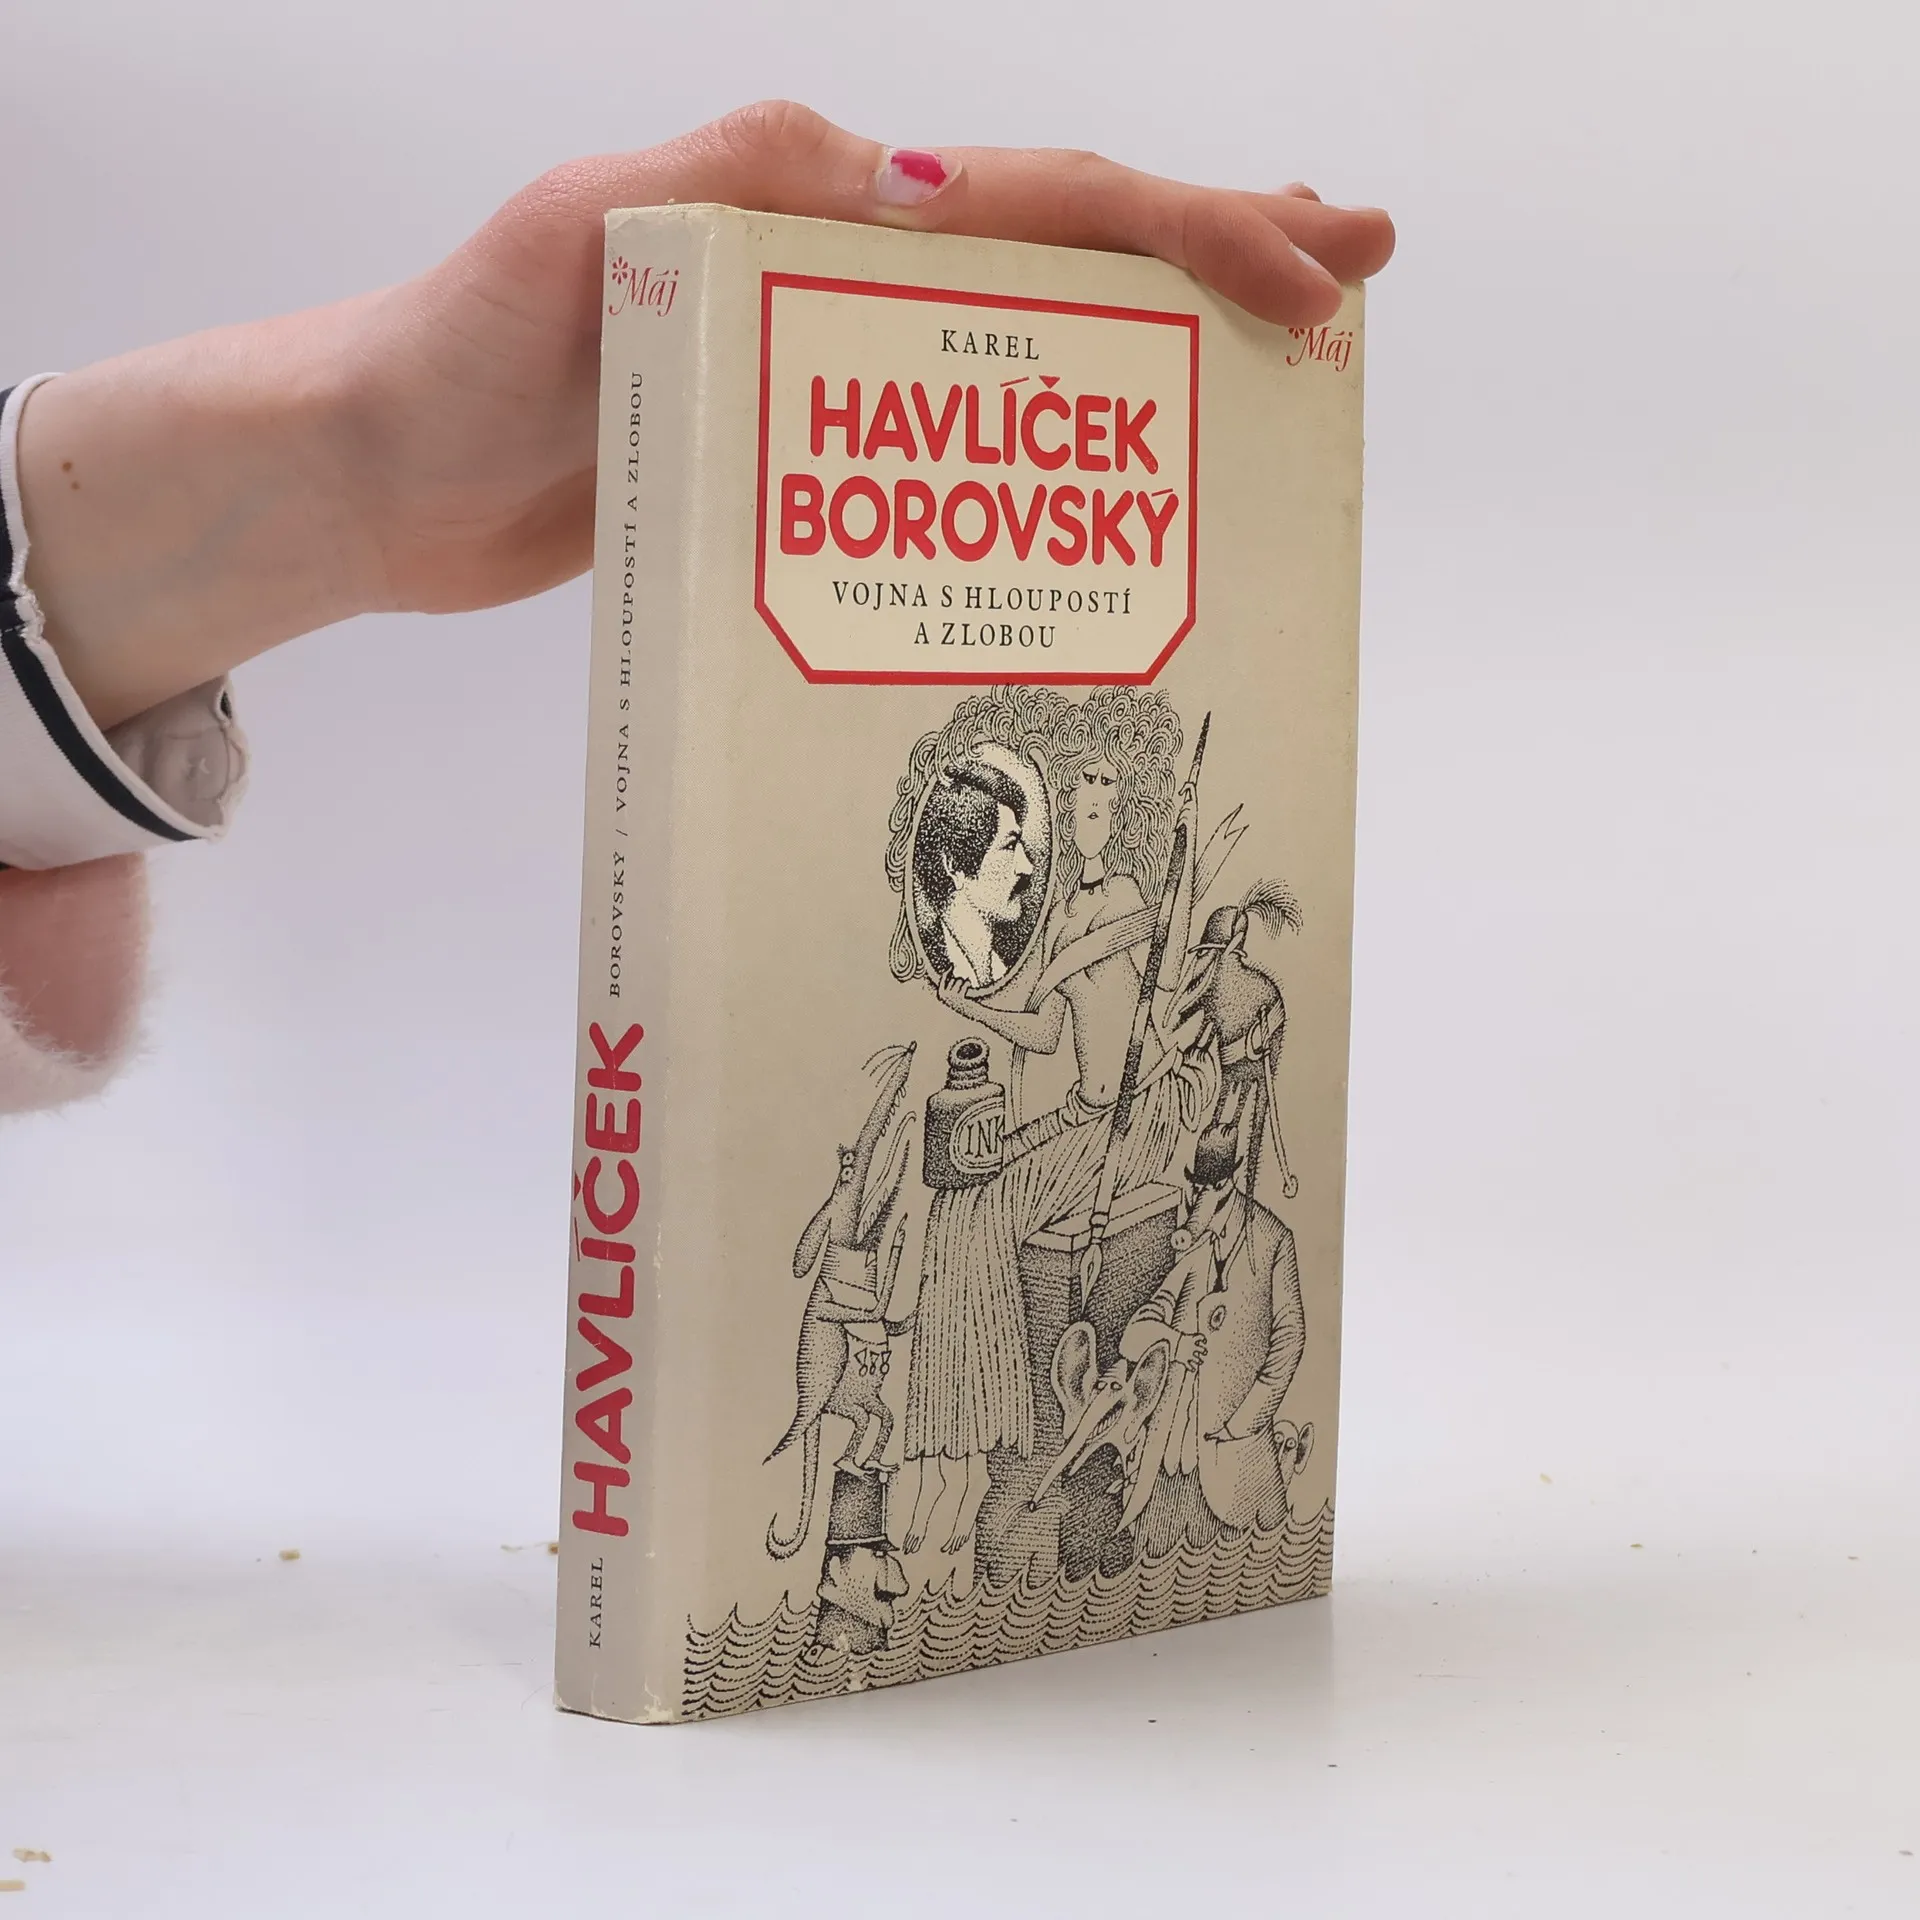 *Máj
KAREL HAVLÍČEK BOROVSKÝ / VOJNA S HLOUPOSTÍ A ZLOBOU
*Máj
KAREL
HAVLÍČEK
BOROVSKÝ
VOJNA S HLOUPOSTÍ
A ZLOBOU
INK